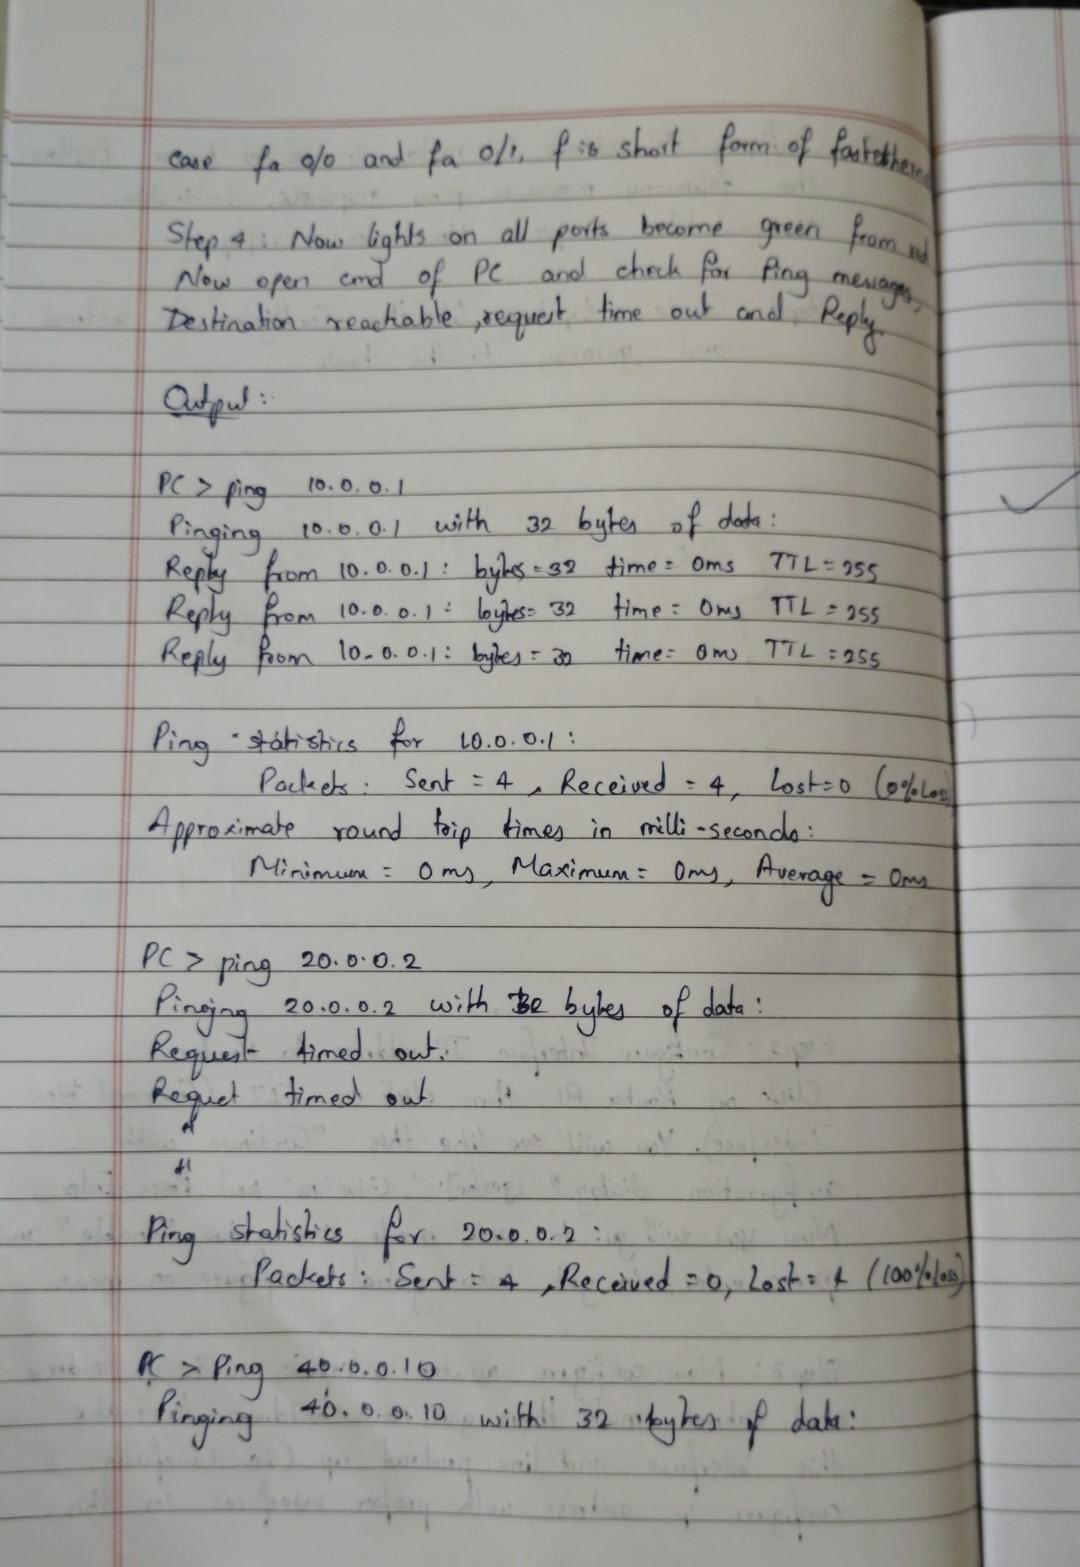 case fa 0/0 and fa 0/1. f is short form of fastethern
Step 4: Now lights on all ports become green from red
Now open cmd of PC and check for Ping messages,
Destination reachable, request time out and Reply.
Output:
PC > ping 10.0.0.1
Pinging 10.0.0.1 with 32 bytes of data:
Reply from 10.0.0.1: bytes=32 time=0ms TTL=255
Reply from 10.0.0.1: bytes=32 time=0ms TTL=255
Reply from 10.0.0.1: bytes=32 time=0ms TTL=255
Ping statistics for 10.0.0.1:
Packets: Sent = 4, Received = 4, Lost=0 (0% Loss)
Approximate round trip times in milli-seconds:
Minimum = 0ms, Maximum = 0ms, Average = 0ms
PC > ping 20.0.0.2
Pinging 20.0.0.2 with 32 bytes of data:
Request timed out.
Requet timed out.
"
"
Ping statistics for 20.0.0.2:
Packets: Sent = 4, Received = 0, Lost = 4 (100% loss)
PC > Ping 40.0.0.10
Pinging 40.0.0.10 with 32 bytes of data: